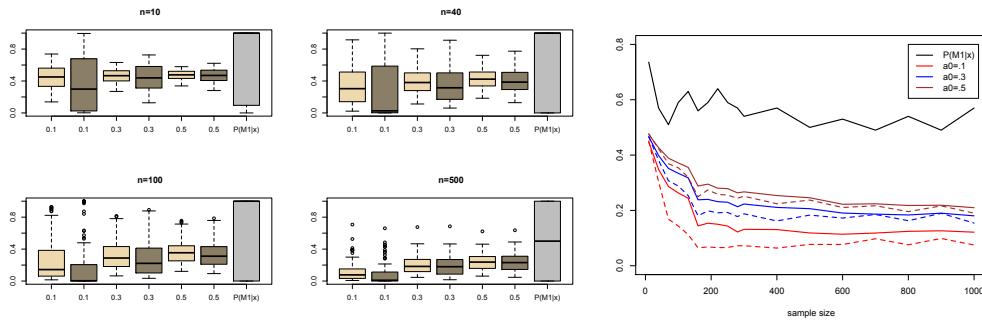 n=10
0.0 0.4 0.8
0.1 0.1 0.3 0.3 0.5 0.5 P(M1|x)
n=40
0.0 0.4 0.8
0.1 0.1 0.3 0.3 0.5 0.5 P(M1|x)
n=100
0.0 0.4 0.8
0.1 0.1 0.3 0.3 0.5 0.5 P(M1|x)
n=500
0.0 0.4 0.8
0.1 0.1 0.3 0.3 0.5 0.5 P(M1|x)
P(M1|x)
a0=.1
a0=.3
a0=.5
0.0 0.2 0.4 0.6 0.8
0 200 400 600 800 1000
sample size